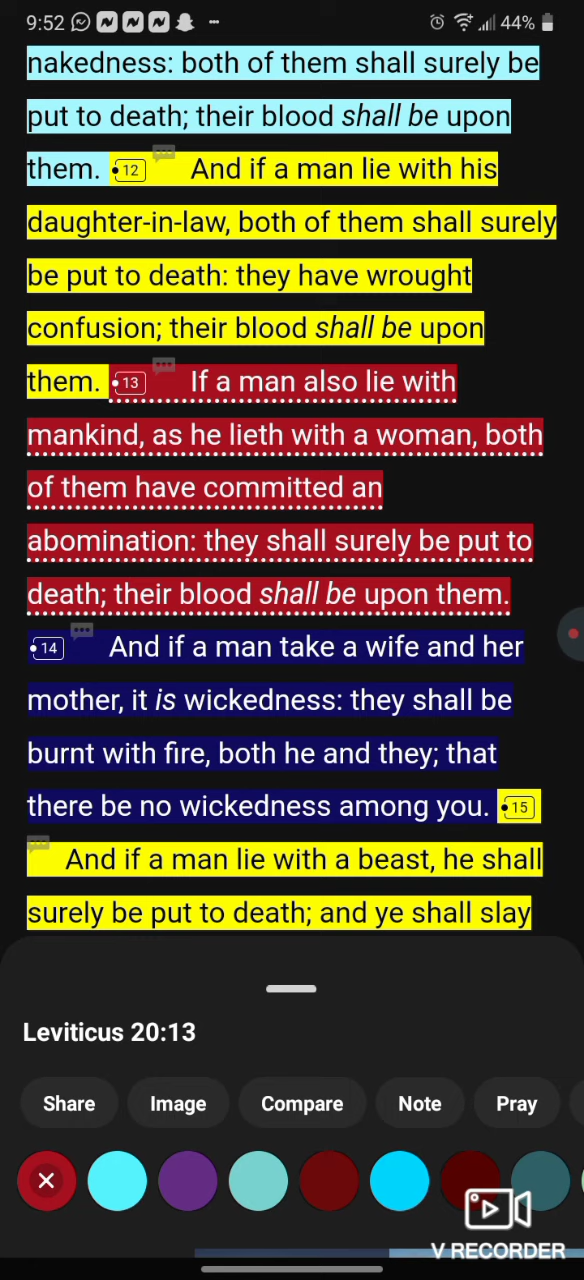 9:52 44%
nakedness: both of them shall surely be
put to death; their blood shall be upon
them. 12 And if a man lie with his
daughter-in-law, both of them shall surely
be put to death: they have wrought
confusion; their blood shall be upon
them. 13 If a man also lie with
mankind, as he lieth with a woman, both
of them have committed an
abomination: they shall surely be put to
death; their blood shall be upon them.
14 And if a man take a wife and her
mother, it is wickedness: they shall be
burnt with fire, both he and they; that
there be no wickedness among you. 15
And if a man lie with a beast, he shall
surely be put to death; and ye shall slay
Leviticus 20:13
Share Image Compare Note Pray
V RECORDER